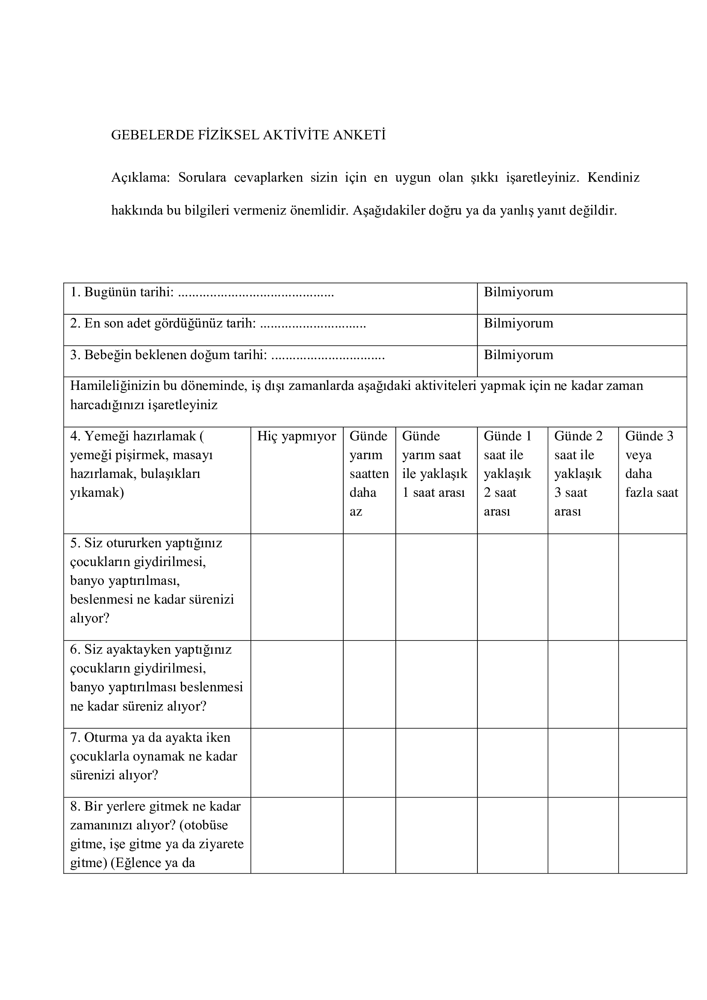 GEBELERDE FİZİKSEL AKTİVİTE ANKETİ
Açıklama: Sorulara cevaplarken sizin için en uygun olan şıkkı işaretleyiniz. Kendiniz
hakkında bu bilgileri vermeniz önemlidir. Aşağıdakiler doğru ya da yanlış yanıt değildir.
1. Bugünün tarihi: ............................................ Bilmiyorum
2. En son adet gördüğünüz tarih: .............................. Bilmiyorum
3. Bebeğin beklenen doğum tarihi: ................................ Bilmiyorum
Hamileliğinizin bu döneminde, iş dışı zamanlarda aşağıdaki aktiviteleri yapmak için ne kadar zaman
harcadığınızı işaretleyiniz
4. Yemeği hazırlamak (
yemeği pişirmek, masayı
hazırlamak, bulaşıkları
yıkamak)
Hiç yapmıyor
Günde
yarım
saatten
daha
az
Günde
yarım saat
ile yaklaşık
1 saat arası
Günde 1
saat ile
yaklaşık
2 saat
arası
Günde 2
saat ile
yaklaşık
3 saat
arası
Günde 3
veya
daha
fazla saat
5. Siz otururken yaptığınız
çocukların giydirilmesi,
banyo yaptırılması,
beslenmesi ne kadar sürenizi
alıyor?
6. Siz ayaktayken yaptığınız
çocukların giydirilmesi,
banyo yaptırılması beslenmesi
ne kadar süreniz alıyor?
7. Oturma ya da ayakta iken
çocuklarla oynamak ne kadar
sürenizi alıyor?
8. Bir yerlere gitmek ne kadar
zamanınızı alıyor? (otobüse
gitme, işe gitme ya da ziyarete
gitme) (Eğlence ya da